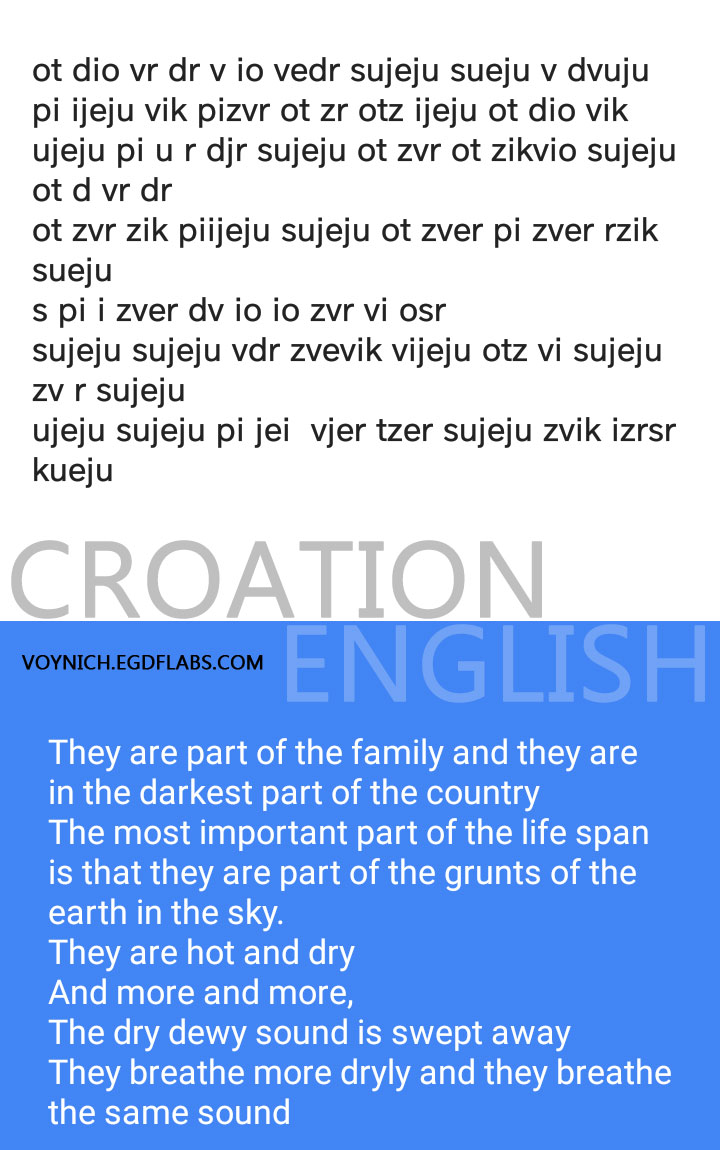 ot dio vr dr v io vedr sujeju sueju v dvuju
pi ijeju vik pizvr ot zr otz ijeju ot dio vik
ujeju pi u r djr sujeju ot zvr ot zikvio sujeju
ot d vr dr
ot zvr zik piijeju sujeju ot zver pi zver rzik
sueju
s pi i zver dv io io zvr vi osr
sujeju sujeju vdr zvevik vijeju otz vi sujeju
zv r sujeju
ujeju sujeju pi jei  vjer tzer sujeju zvik izrsr
kueju
CROATION
ENGLISH
VOYNICH.EGDFLABS.COM
They are part of the family and they are
in the darkest part of the country
The most important part of the life span
is that they are part of the grunts of the
earth in the sky.
They are hot and dry
And more and more,
The dry dewy sound is swept away
They breathe more dryly and they breathe
the same sound